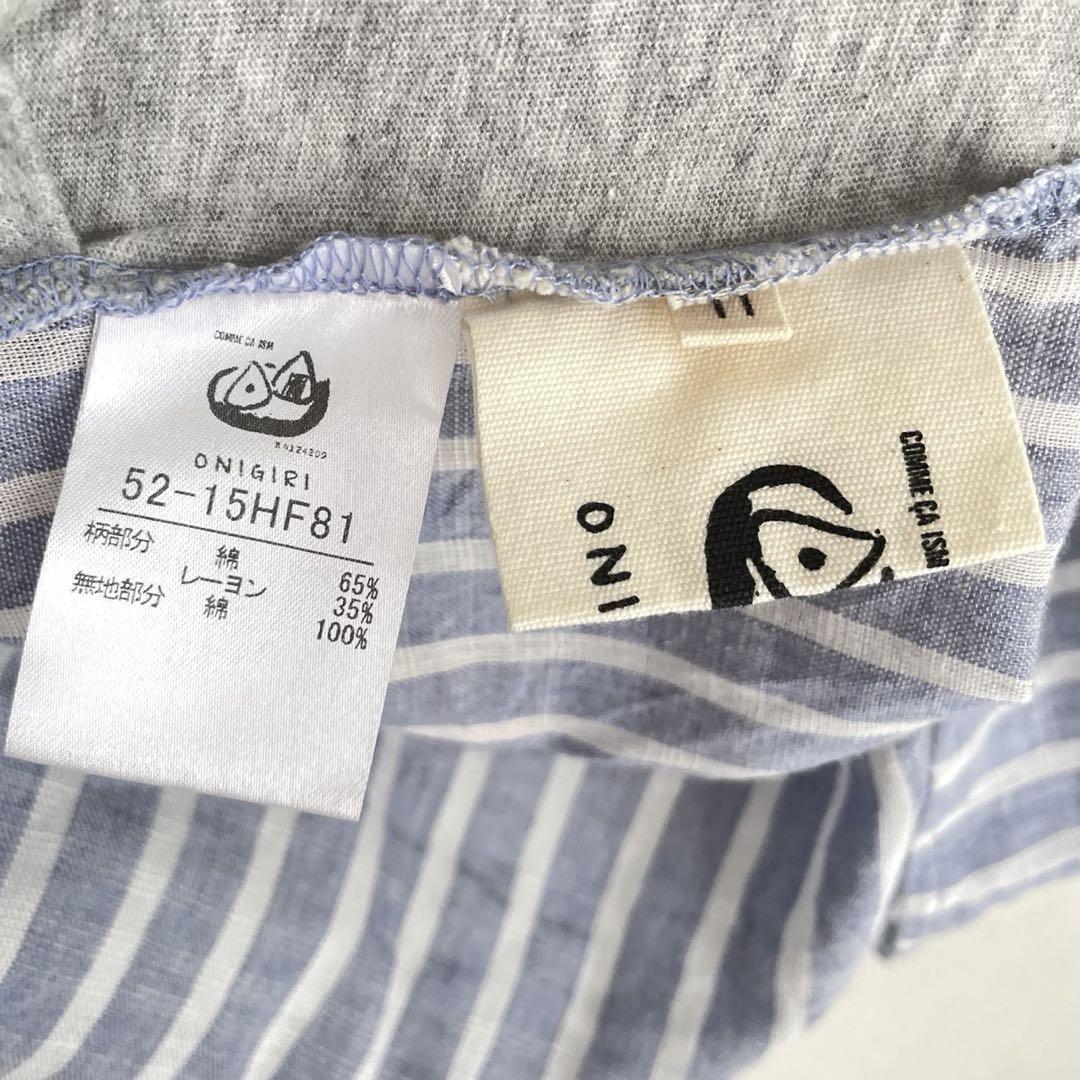 COMME ÇA ISM
ONIGIRI
52-15HF81
柄部分 綿 65%
レーヨン 35%
無地部分 綿 100%
11
COMME ÇA ISM
ONI